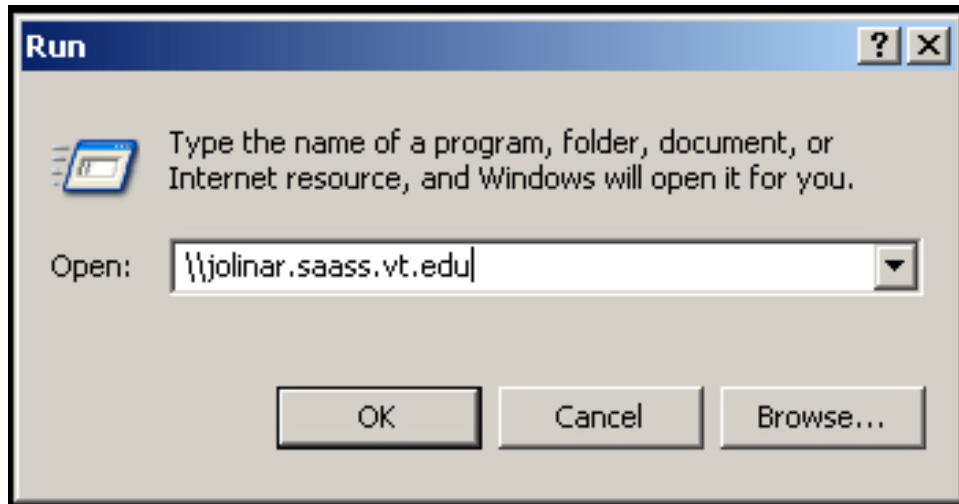 Run
Type the name of a program, folder, document, or
Internet resource, and Windows will open it for you.
Open: \\jolinar.saass.vt.edu
OK Cancel Browse...